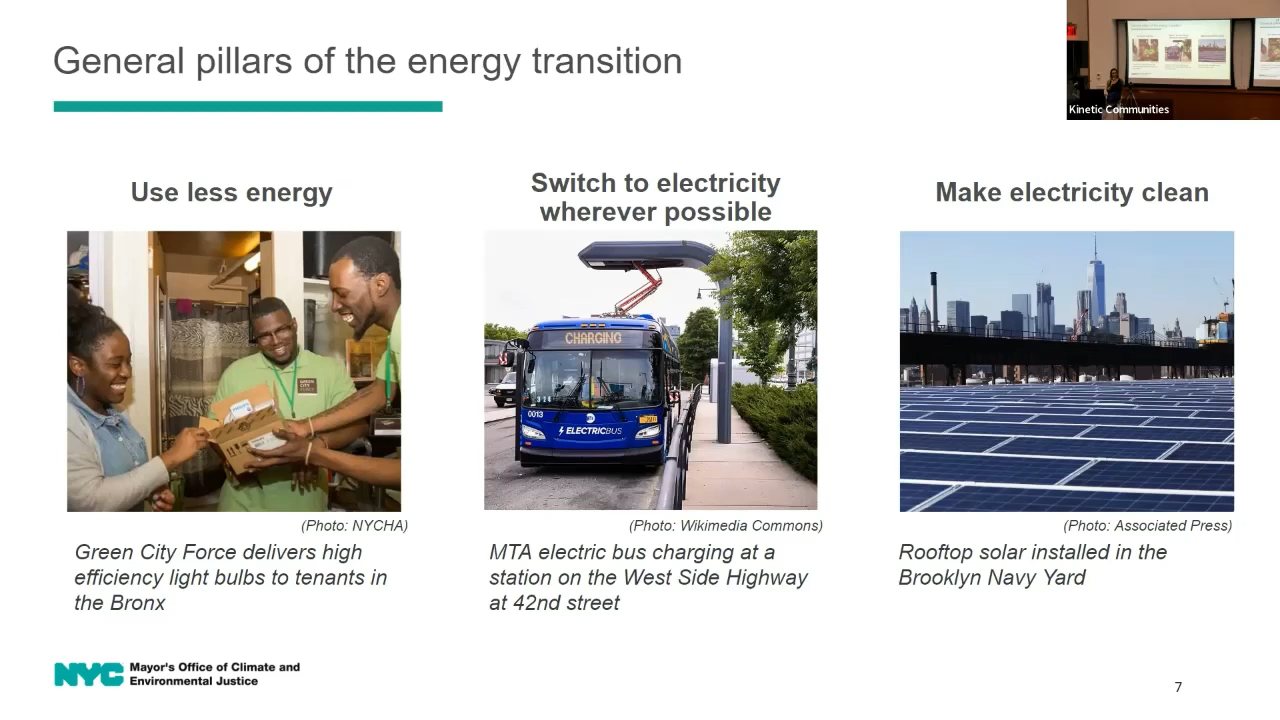 General pillars of the energy transition
Kinetic Communities
Use less energy
Switch to electricity
wherever possible
Make electricity clean
GREEN
CITY
CHARGING
0013
ELECTRICBUS
(Photo: NYCHA)
(Photo: Wikimedia Commons)
(Photo: Associated Press)
Green City Force delivers high
efficiency light bulbs to tenants in
the Bronx
MTA electric bus charging at a
station on the West Side Highway
at 42nd street
Rooftop solar installed in the
Brooklyn Navy Yard
NYC
Mayor's Office of Climate and
Environmental Justice
7